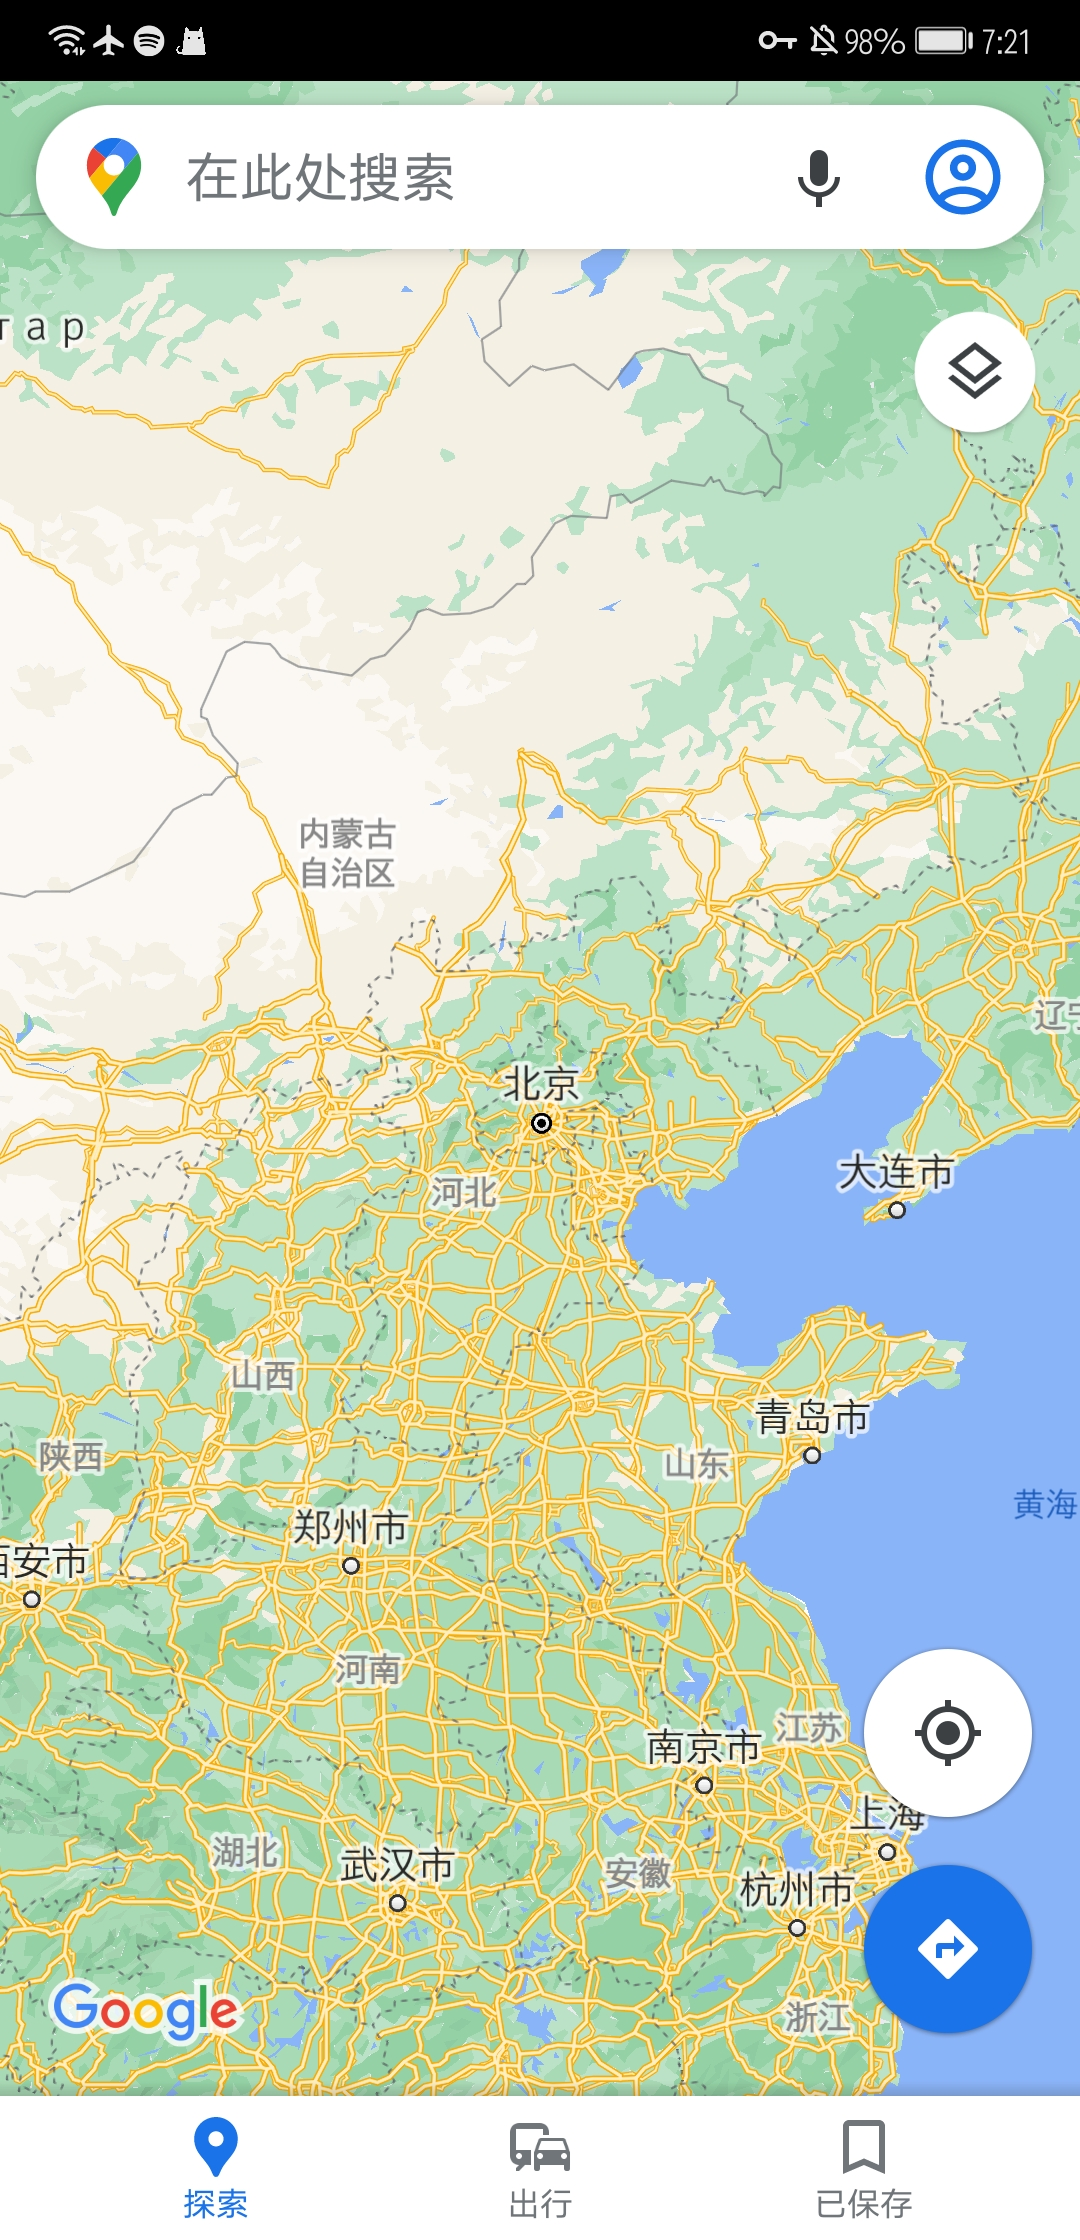 98% 7:21
在此处搜索
тар
内蒙古
自治区
北京
大连市
河北
山西
青岛市
山东
陕西
黄海
郑州市
西安市
河南
江苏
南京市
上海
湖北
武汉市
安徽
杭州市
浙江
Google
探索
出行
已保存